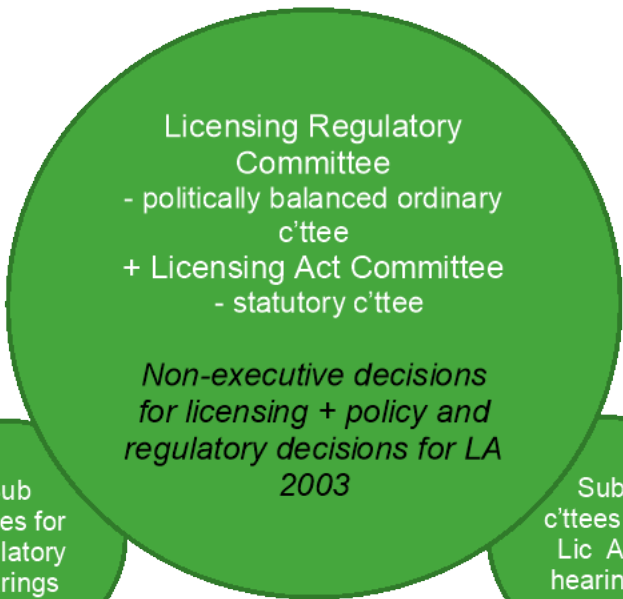 Licensing Regulatory
Committee
- politically balanced ordinary
c'ttee
+ Licensing Act Committee
- statutory c'ttee
Non-executive decisions
for licensing + policy and
regulatory decisions for LA
2003
ub
es for
latory
rings
Sub
c'ttees
Lic A
hearin